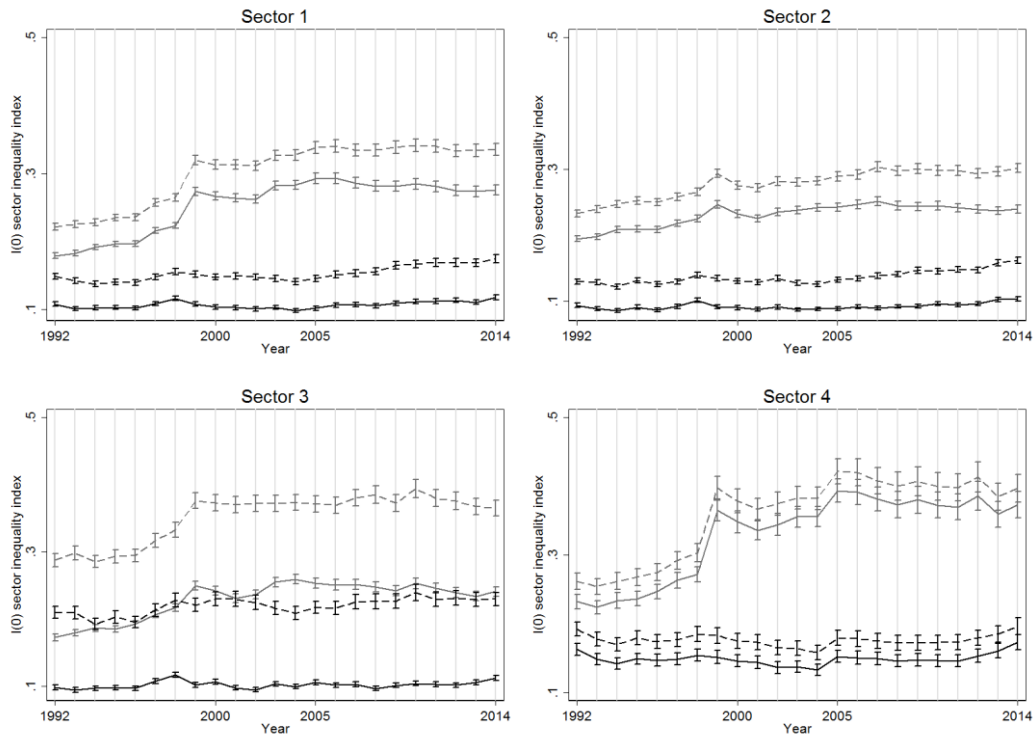 Sector 1
I(0) sector inequality index
.5
.3
.1
1992
2000
2005
2014
Year
Sector 2
I(0) sector inequality index
.5
.3
.1
1992
2000
2005
2014
Year
Sector 3
I(0) sector inequality index
.5
.3
.1
1992
2000
2005
2014
Year
Sector 4
I(0) sector inequality index
.5
.3
.1
1992
2000
2005
2014
Year